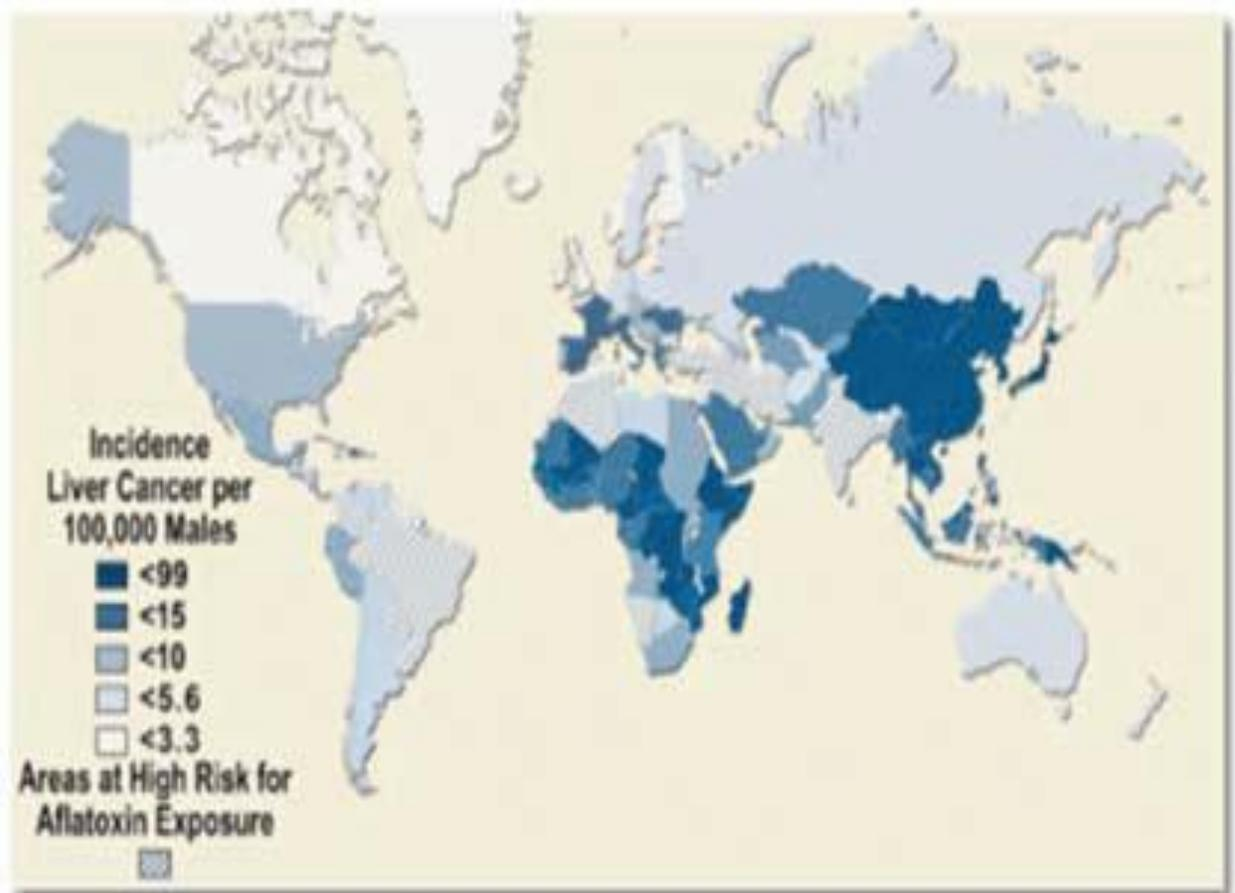 Incidence
Liver Cancer per
100,000 Males
<99
<15
<10
<5.6
<3.3
Areas at High Risk for
Aflatoxin Exposure